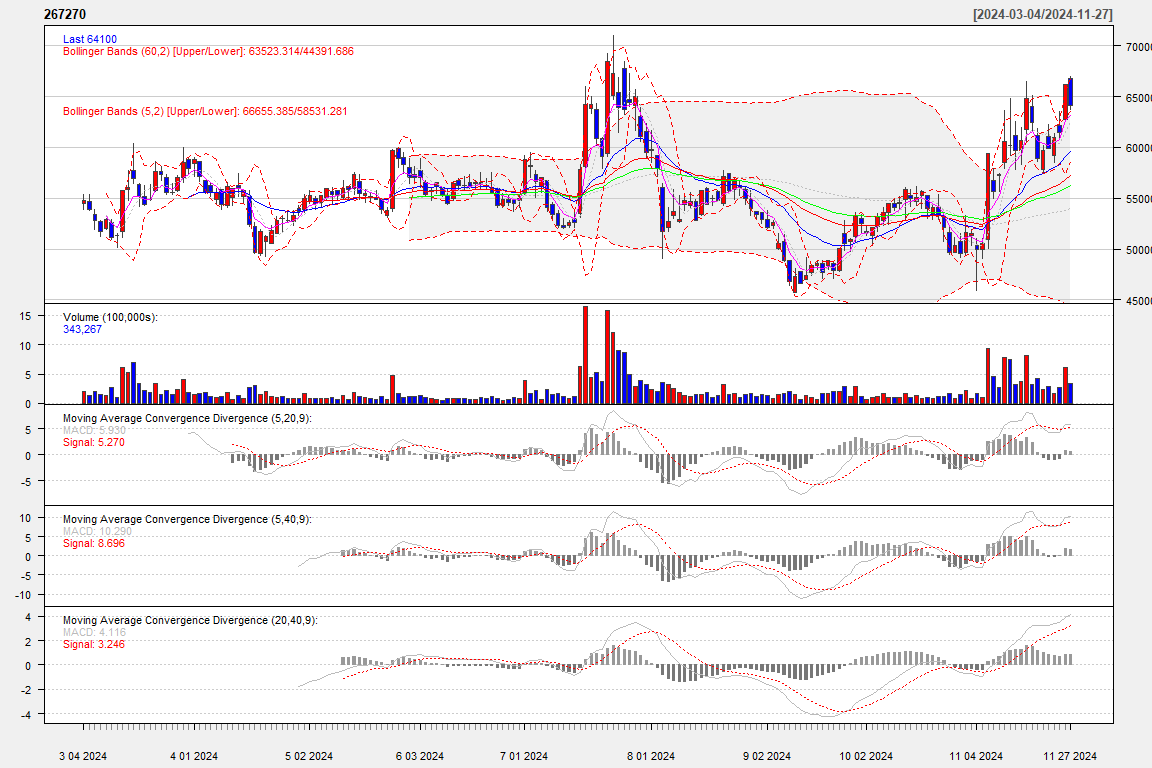 267270 [2024-03-04/2024-11-27]
Last 64100
Bollinger Bands (60,2) [Upper/Lower]: 63523.314/44391.686
Bollinger Bands (5,2) [Upper/Lower]: 66655.385/58531.281
70000
65000
60000
55000
50000
45000
Volume (100,000s):
343,267
15
10
5
0
Moving Average Convergence Divergence (5,20,9):
MACD: 5.930
Signal: 5.270
5
0
-5
Moving Average Convergence Divergence (5,40,9):
MACD: 10.290
Signal: 8.696
10
5
0
-5
-10
Moving Average Convergence Divergence (20,40,9):
MACD: 4.116
Signal: 3.246
4
2
0
-2
-4
3 04 2024 4 01 2024 5 02 2024 6 03 2024 7 01 2024 8 01 2024 9 02 2024 10 02 2024 11 04 2024 11 27 2024